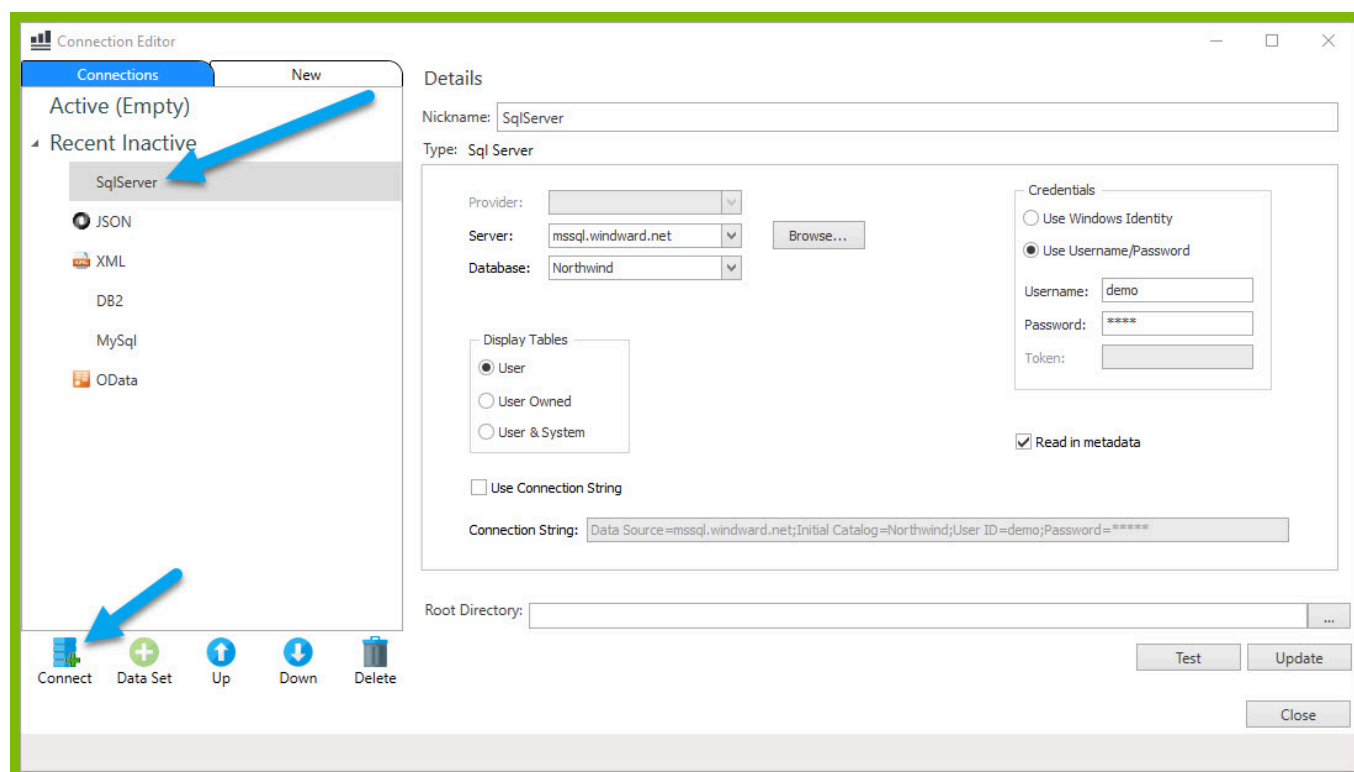 Connection Editor
Connections
New
Active (Empty)
Recent Inactive
SqlServer
JSON
XML
DB2
MySql
OData
Connect
Data Set
Up
Down
Delete
Details
Nickname: SqlServer
Type: Sql Server
Provider:
Server: mssql.windward.net Browse...
Database: Northwind
Display Tables
User
User Owned
User & System
Credentials
Use Windows Identity
Use Username/Password
Username: demo
Password: ****
Token:
Read in metadata
Use Connection String
Connection String: Data Source=mssql.windward.net;Initial Catalog=Northwind;User ID=demo;Password=*****
Root Directory: ...
Test
Update
Close